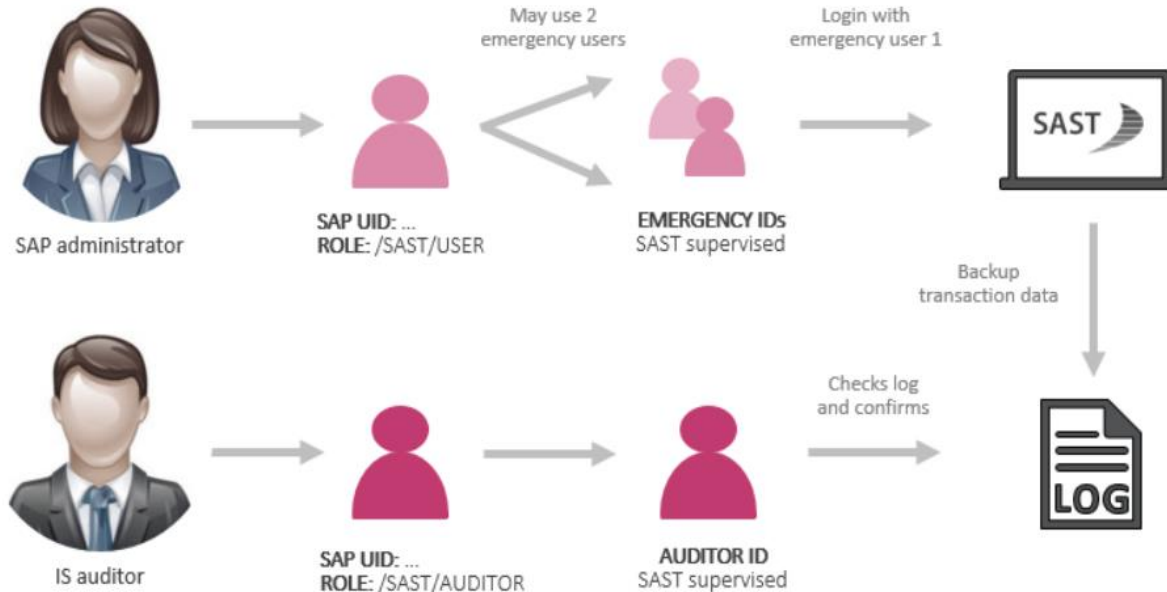 May use 2
emergency users
Login with
emergency user 1
SAST
SAP administrator
SAP UID: ...
ROLE: /SAST/USER
EMERGENCY IDs
SAST supervised
Backup
transaction data
Checks log
and confirms
LOG
IS auditor
SAP UID: ...
ROLE: /SAST/AUDITOR
AUDITOR ID
SAST supervised